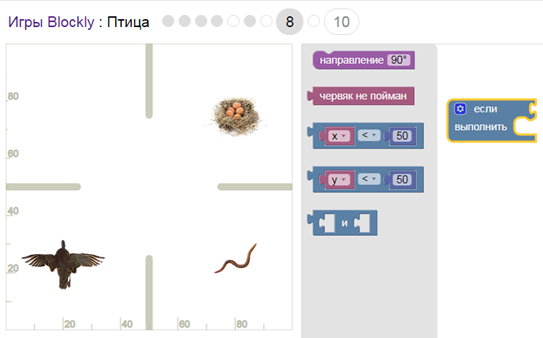 Игры Blockly : Птица 8 10
направление 90°
червяк не пойман
x < 50
y < 50
и
если
выполнить
80
60
40
20
20 40 60 80